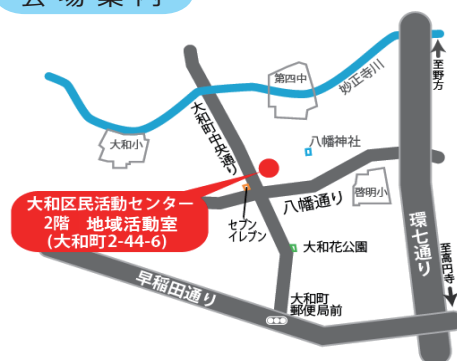 会場案内
至野方
第四中
妙正寺川
大和町中央通り
大和小
八幡神社
大和区民活動センター
2階 地域活動室
(大和町2-44-6)
八幡通り
啓明小
セブン
イレブン
環七通り
大和花公園
至高円寺
早稲田通り
大和町
郵便局前